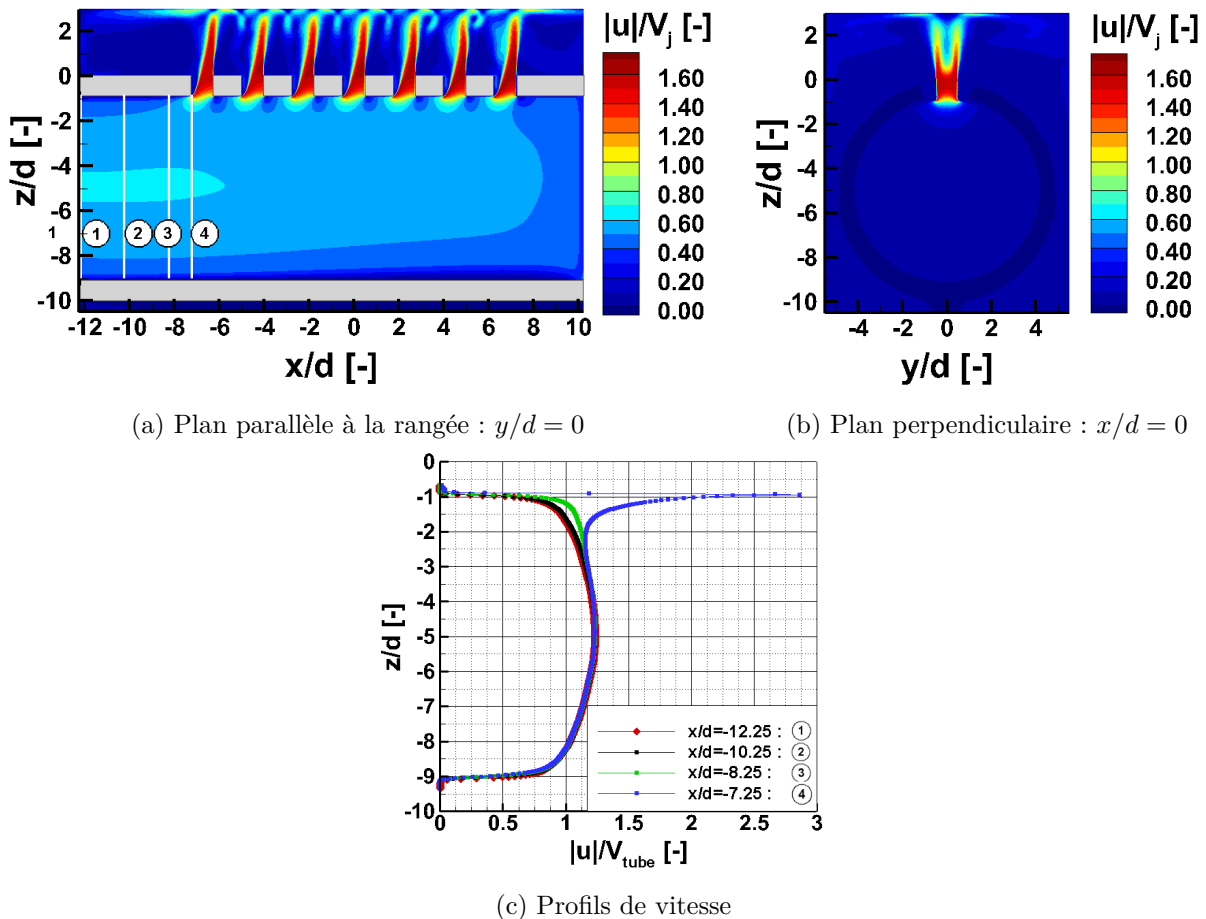 |u|/Vj [-]
|u|/Vj [-]
2
0
-2
-4
-6
-8
-10
z/d [-]
1
1 2 3 4
-12 -10 -8 -6 -4 -2 0 2 4 6 8 10
x/d [-]
1.60
1.40
1.20
1.00
0.80
0.60
0.40
0.20
0.00
2
0
-2
-4
-6
-8
-10
z/d [-]
-4 -2 0 2 4
y/d [-]
1.60
1.40
1.20
1.00
0.80
0.60
0.40
0.20
0.00
(a) Plan parallèle à la rangée : y/d = 0
(b) Plan perpendiculaire : x/d = 0
0
-1
-2
-3
-4
-5
-6
-7
-8
-9
-10
z/d [-]
x/d=-12.25 : 1
x/d=-10.25 : 2
x/d=-8.25 : 3
x/d=-7.25 : 4
0 0.5 1 1.5 2 2.5 3
|u|/Vtube [-]
(c) Profils de vitesse